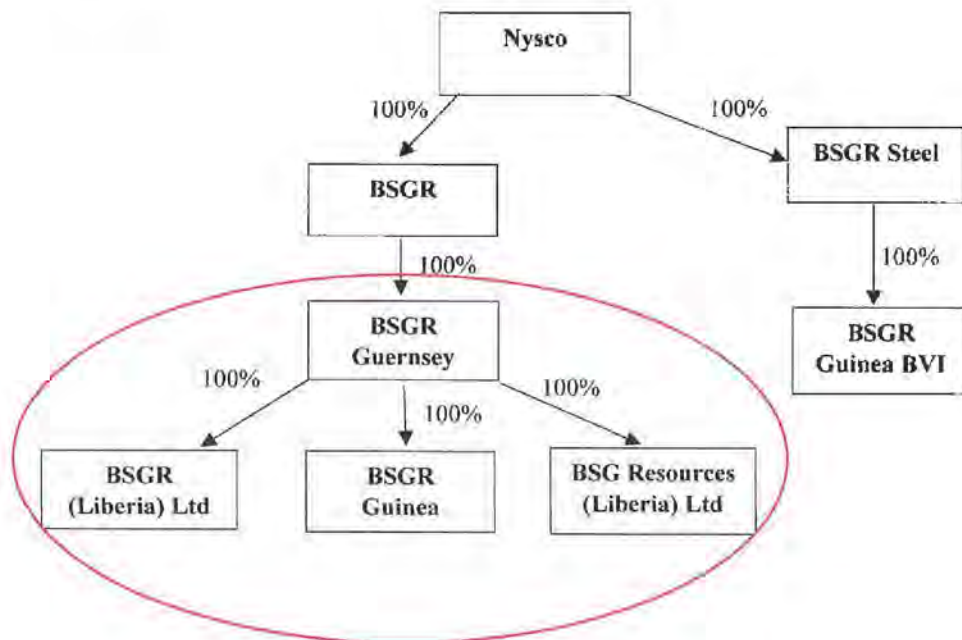 Nysco
100%
100%
BSGR
BSGR Steel
100%
100%
BSGR
Guernsey
BSGR
Guinea BVI
100%
100%
100%
BSGR
(Liberia) Ltd
BSGR
Guinea
BSG Resources
(Liberia) Ltd